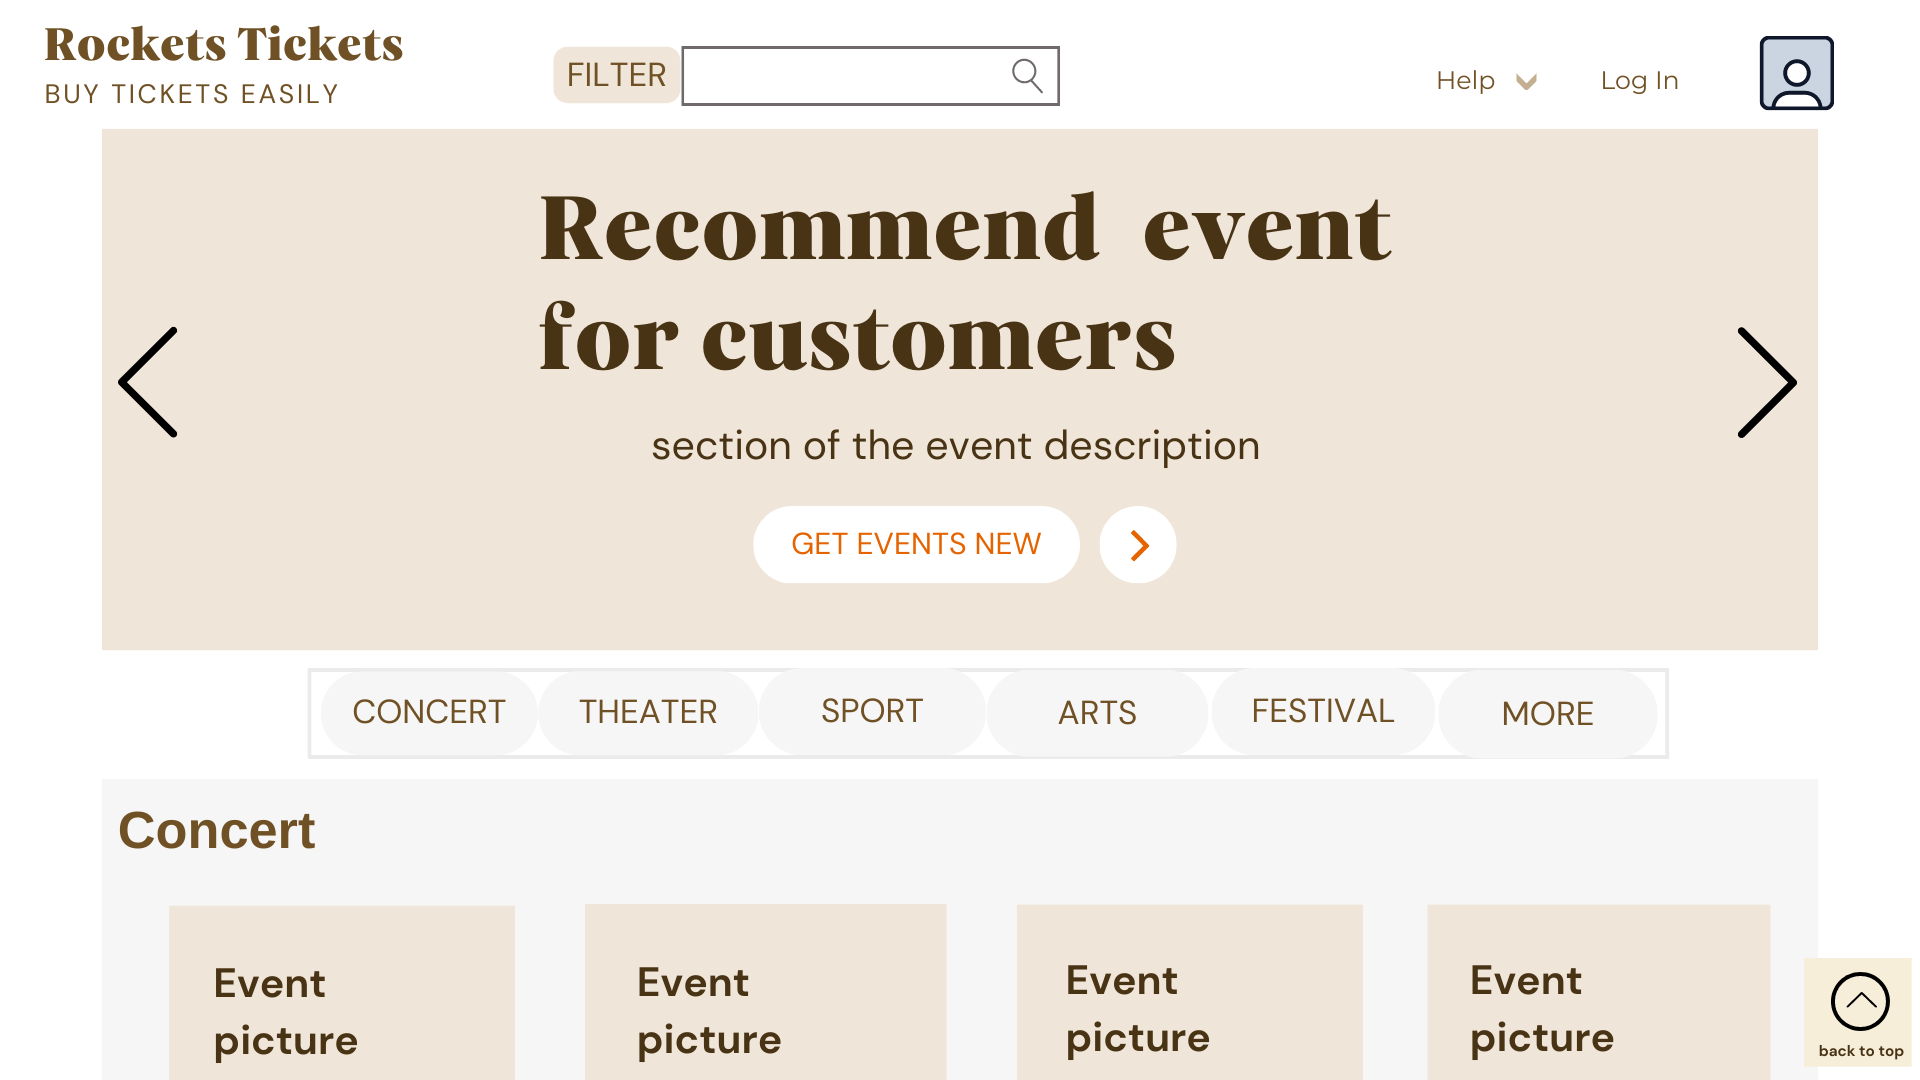 Rockets Tickets
BUY TICKETS EASILY
FILTER
Help
Log In
Recommend event
for customers
section of the event description
GET EVENTS NEW
CONCERT
THEATER
SPORT
ARTS
FESTIVAL
MORE
Concert
Event
picture
Event
picture
Event
picture
Event
picture
back to top